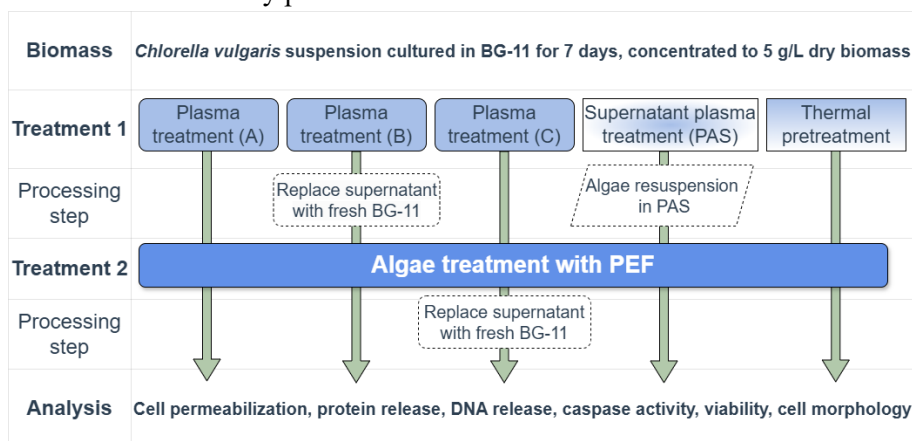 Biomass
Chlorella vulgaris suspension cultured in BG-11 for 7 days, concentrated to 5 g/L dry biomass
Treatment 1
Plasma
treatment (A)
Plasma
treatment (B)
Plasma
treatment (C)
Supernatant plasma
treatment (PAS)
Thermal
pretreatment
Processing
step
Replace supernatant
with fresh BG-11
Algae resuspension
in PAS
Treatment 2
Algae treatment with PEF
Processing
step
Replace supernatant
with fresh BG-11
Analysis
Cell permeabilization, protein release, DNA release, caspase activity, viability, cell morphology